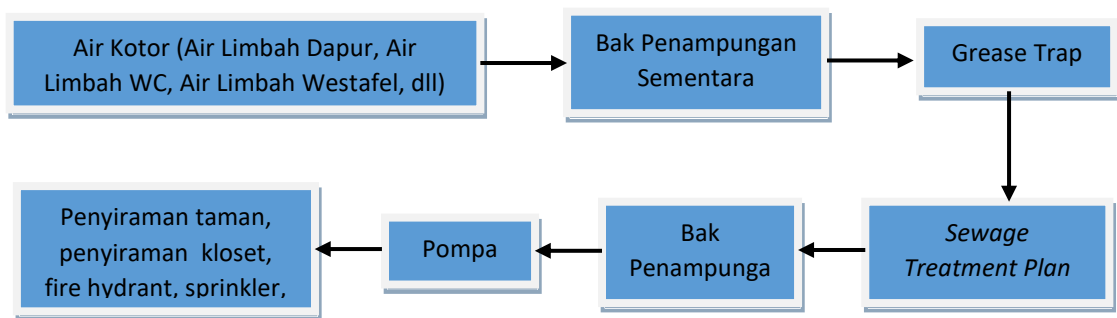 Air Kotor (Air Limbah Dapur, Air
Limbah WC, Air Limbah Westafel, dll)
Bak Penampungan
Sementara
Grease Trap
Sewage
Treatment Plan
Bak
Penampunga
Pompa
Penyiraman taman,
penyiraman kloset,
fire hydrant, sprinkler,